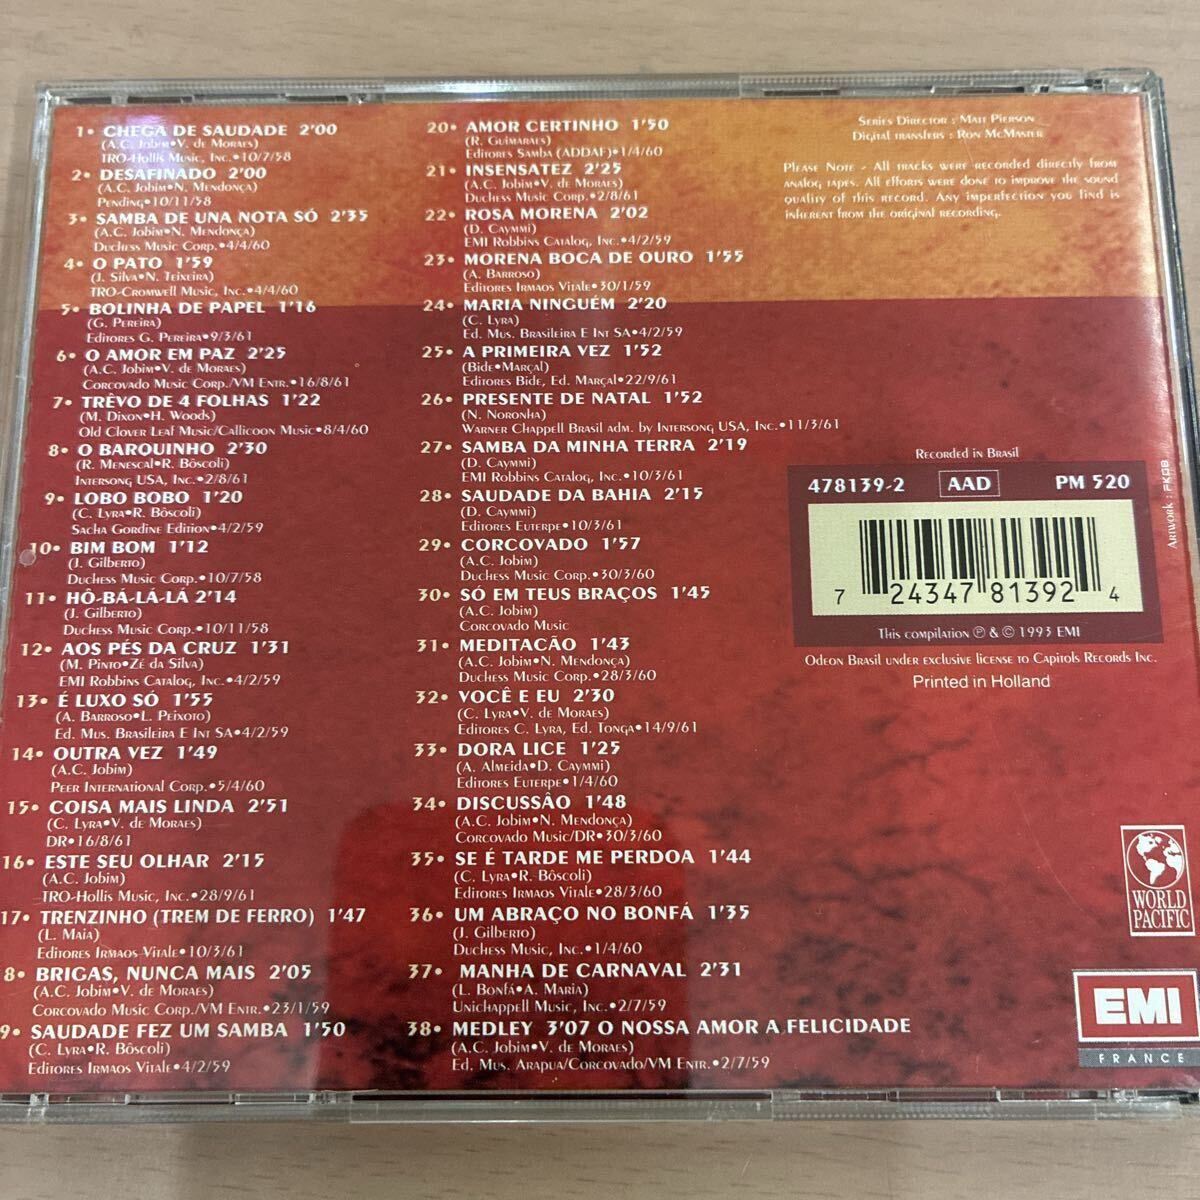 1• CHEGA DE SAUDADE 2'00
(A.C. Jobim•V. de Moraes)
TRO-Hollis Music, Inc.•10/7/58
2• DESAFINADO 2'00
(A.C. Jobim•N. Mendonça)
Pending•10/11/58
3• SAMBA DE UNA NOTA SÓ 2'35
(A.C. Jobim•N. Mendonça)
Duchess Music Corp.•4/4/60
4• O PATO 1'59
(J. Silva•N. Teixeira)
TRO-Cromwell Music, Inc.•4/4/60
5• BOLINHA DE PAPEL 1'16
(G. Pereira)
Editores G. Pereira•9/3/61
6• O AMOR EM PAZ 2'25
(A.C. Jobim•V. de Moraes)
Corcovado Music Corp./VM Entr.•16/8/61
7• TRÊVO DE 4 FOLHAS 1'22
(M. Dixon•H. Woods)
Old Clover Leaf Music/Callicoon Music•8/4/60
8• O BARQUINHO 2'30
(R. Menescal•R. Bôscoli)
Intersong USA, Inc.•2/8/61
9• LOBO BOBO 1'20
(C. Lyra•R. Bôscoli)
Sacha Gordine Edition•4/2/59
10• BIM BOM 1'12
(J. Gilberto)
Duchess Music Corp.•10/7/58
11• HÔ-BÁ-LÁ-LÁ 2'14
(J. Gilberto)
Duchess Music Corp.•10/11/58
12• AOS PÉS DA CRUZ 1'31
(M. Pinto•Zé da Silva)
EMI Robbins Catalog, Inc.•4/2/59
13• É LUXO SÓ 1'55
(A. Barroso•L. Peixoto)
Ed. Mus. Brasileira E Int SA•4/2/59
14• OUTRA VEZ 1'49
(A.C. Jobim)
Peer International Corp.•5/4/60
15• COISA MAIS LINDA 2'51
(C. Lyra•V. de Moraes)
DR•16/8/61
16• ESTE SEU OLHAR 2'15
(A.C. Jobim)
TRO-Hollis Music, Inc.•28/9/61
17• TRENZINHO (TREM DE FERRO) 1'47
(L. Maia)
Editores Irmaos Vitale•10/3/61
8• BRIGAS, NUNCA MAIS 2'05
(A.C. Jobim•V. de Moraes)
Corcovado Music Corp./VM Entr.•23/1/59
9• SAUDADE FEZ UM SAMBA 1'50
(C. Lyra•R. Bôscoli)
Editores Irmaos Vitale•4/2/59
20• AMOR CERTINHO 1'50
(R. Guimaraes)
Editores Samba (ADDAF)•1/4/60
21• INSENSATEZ 2'25
(A.C. Jobim•V. de Moraes)
Duchess Music Corp.•2/8/61
22• ROSA MORENA 2'02
(D. Caymmi)
EMI Robbins Catalog, Inc.•4/2/59
23• MORENA BOCA DE OURO 1'55
(A. Barroso)
Editores Irmaos Vitale•30/1/59
24• MARIA NINGUÉM 2'20
(C. Lyra)
Ed. Mus. Brasileira E Int SA•4/2/59
25• A PRIMEIRA VEZ 1'52
(Bide•Marçal)
Editores Bide, Ed. Marçal•22/9/61
26• PRESENTE DE NATAL 1'52
(N. Noronha)
Warner Chappell Brasil adm. by Intersong USA, Inc.•11/3/61
27• SAMBA DA MINHA TERRA 2'19
(D. Caymmi)
EMI Robbins Catalog, Inc.•10/3/61
28• SAUDADE DA BAHIA 2'15
(D. Caymmi)
Editores Euterpe•10/3/61
29• CORCOVADO 1'57
(A.C. Jobim)
Duchess Music Corp.•30/3/60
30• SÓ EM TEUS BRAÇOS 1'45
(A.C. Jobim)
Corcovado Music
31• MEDITACÃO 1'43
(A.C. Jobim•N. Mendonça)
Duchess Music Corp.•28/3/60
32• VOCÊ E EU 2'30
(C. Lyra•V. de Moraes)
Editores C. Lyra, Ed. Tonga•14/9/61
33• DORA LICE 1'25
(A. Almeida•D. Caymmi)
Editores Euterpe•1/4/60
34• DISCUSSÂO 1'48
(A.C. Jobim•N. Mendonça)
Corcovado Music/DR•30/3/60
35• SE É TARDE ME PERDOA 1'44
(C. Lyra•R. Bôscoli)
Editores Irmaos Vitale•28/3/60
36• UM ABRAÇO NO BONFÁ 1'35
(J. Gilberto)
Duchess Music, Inc.•1/4/60
37• MANHA DE CARNAVAL 2'31
(L. Bonfá•A. Maria)
Unichappell Music, Inc.•2/7/59
38• MEDLEY 3'07 O NOSSA AMOR A FELICIDADE
(A.C. Jobim•V. de Moraes)
Ed. Mus. Arapua/Corcovado/VM Entr.•2/7/59
Series Director : Matt Pierson
Digital transfers : Ron McMaster
Please Note - All tracks were recorded directly from
analog tapes. All efforts were done to improve the sound
quality of this record. Any imperfection you find is
inherent from the original recording.
Recorded in Brasil
478139-2 AAD PM 520
7 24347 81392 4
This compilation ℗ & © 1993 EMI
Odeon Brasil under exclusive license to Capitols Records Inc.
Printed in Holland
Artwork : FKGB
WORLD
PACIFIC
EMI
FRANCE